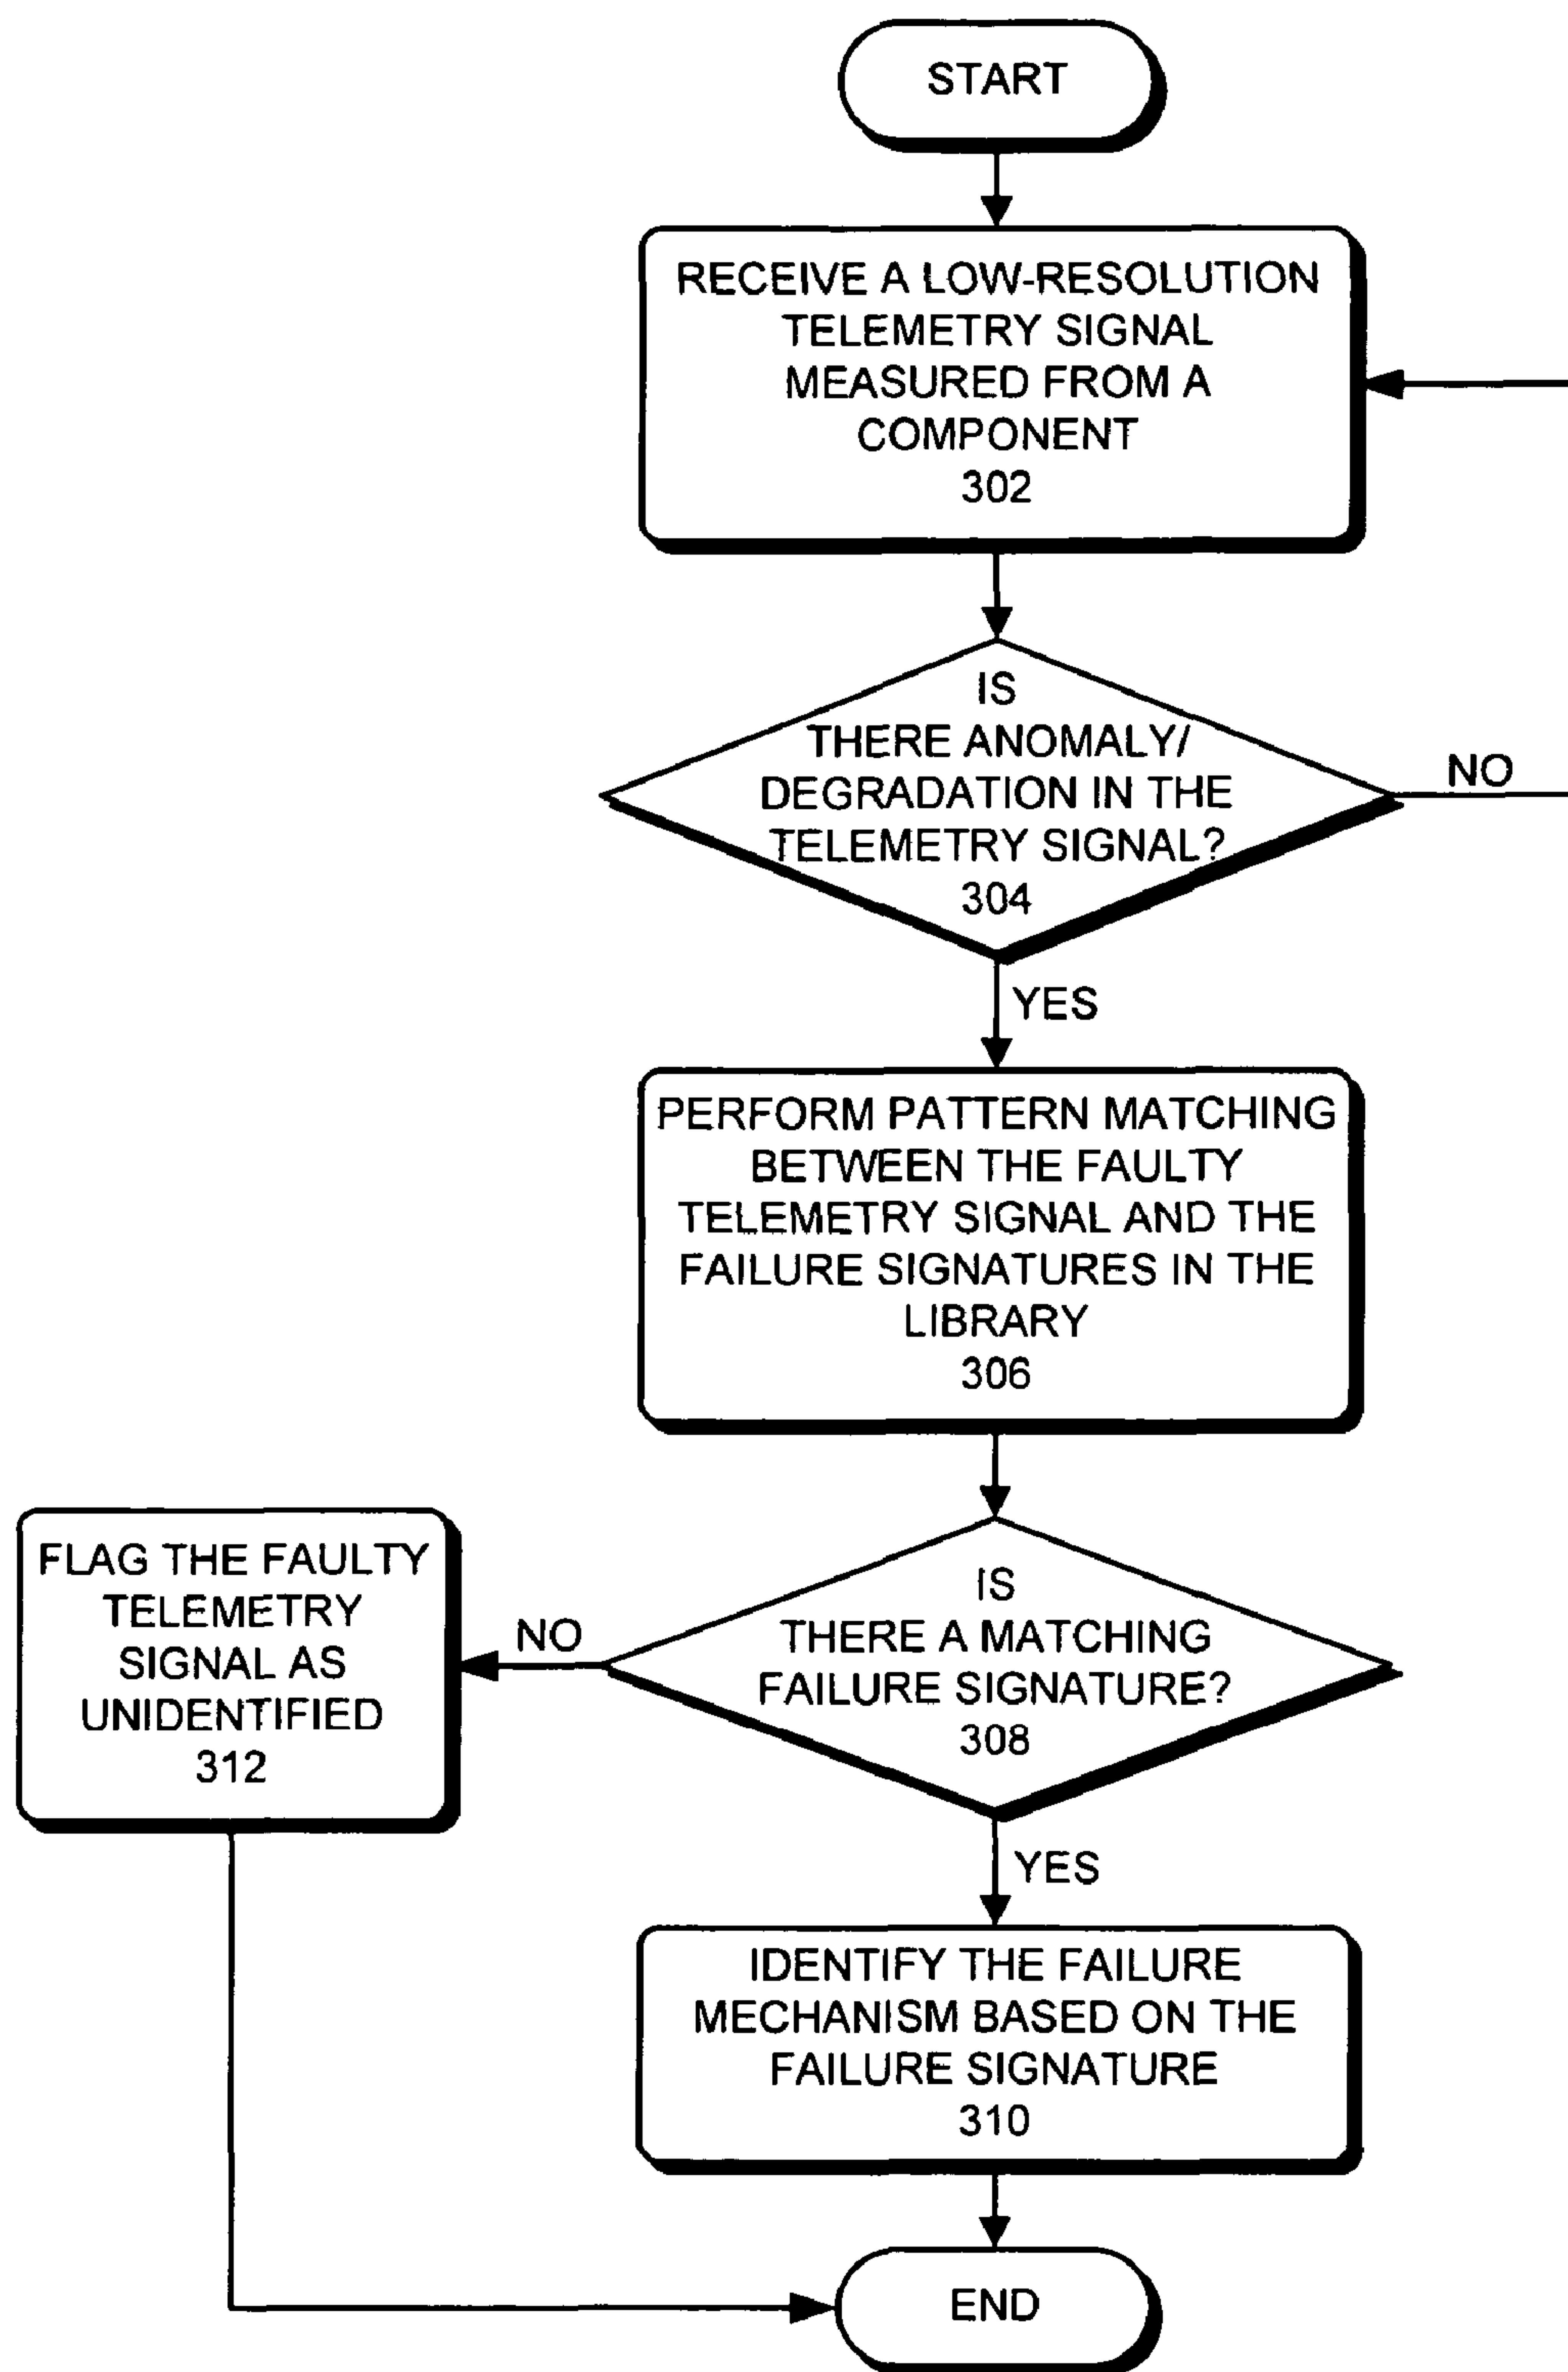 START
RECEIVE A LOW-RESOLUTION
TELEMETRY SIGNAL
MEASURED FROM A
COMPONENT
302
IS
THERE ANOMALY/
DEGRADATION IN THE
TELEMETRY SIGNAL?
304
NO
YES
PERFORM PATTERN MATCHING
BETWEEN THE FAULTY
TELEMETRY SIGNAL AND THE
FAILURE SIGNATURES IN THE
LIBRARY
306
IS
THERE A MATCHING
FAILURE SIGNATURE?
308
NO
FLAG THE FAULTY
TELEMETRY
SIGNAL AS
UNIDENTIFIED
312
YES
IDENTIFY THE FAILURE
MECHANISM BASED ON THE
FAILURE SIGNATURE
310
END